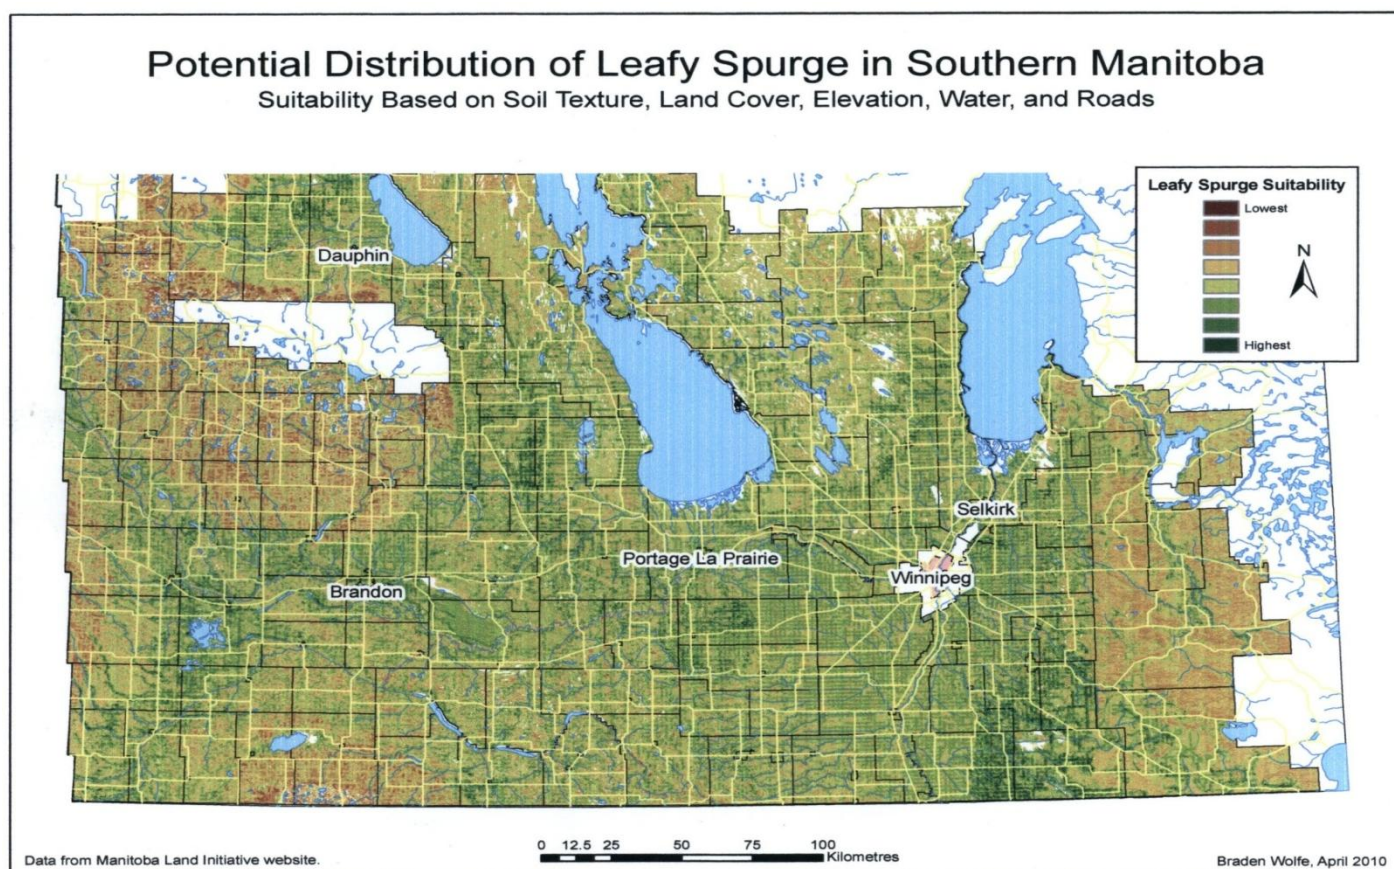 Potential Distribution of Leafy Spurge in Southern Manitoba
Suitability Based on Soil Texture, Land Cover, Elevation, Water, and Roads
Leafy Spurge Suitability
Lowest
Highest
N
Dauphin
Selkirk
Portage La Prairie
Winnipeg
Brandon
0 12.5 25 50 75 100
Kilometres
Data from Manitoba Land Initiative website.
Braden Wolfe, April 2010